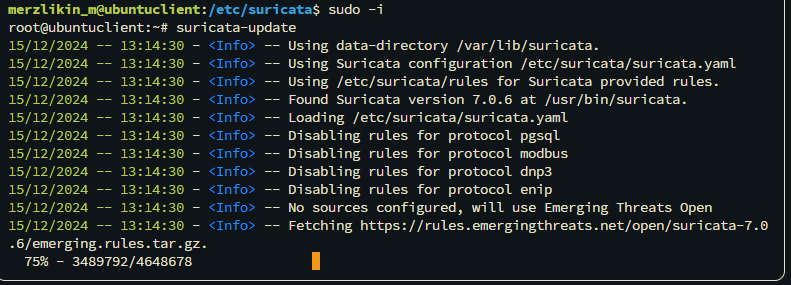 merzlikin_m@ubuntuclient:/etc/suricata$ sudo -i
root@ubuntuclient:~# suricata-update
15/12/2024 -- 13:14:30 - <Info> -- Using data-directory /var/lib/suricata.
15/12/2024 -- 13:14:30 - <Info> -- Using Suricata configuration /etc/suricata/suricata.yaml
15/12/2024 -- 13:14:30 - <Info> -- Using /etc/suricata/rules for Suricata provided rules.
15/12/2024 -- 13:14:30 - <Info> -- Found Suricata version 7.0.6 at /usr/bin/suricata.
15/12/2024 -- 13:14:30 - <Info> -- Loading /etc/suricata/suricata.yaml
15/12/2024 -- 13:14:30 - <Info> -- Disabling rules for protocol pgsql
15/12/2024 -- 13:14:30 - <Info> -- Disabling rules for protocol modbus
15/12/2024 -- 13:14:30 - <Info> -- Disabling rules for protocol dnp3
15/12/2024 -- 13:14:30 - <Info> -- Disabling rules for protocol enip
15/12/2024 -- 13:14:30 - <Info> -- No sources configured, will use Emerging Threats Open
15/12/2024 -- 13:14:30 - <Info> -- Fetching https://rules.emergingthreats.net/open/suricata-7.0
.6/emerging.rules.tar.gz.
75% - 3489792/4648678